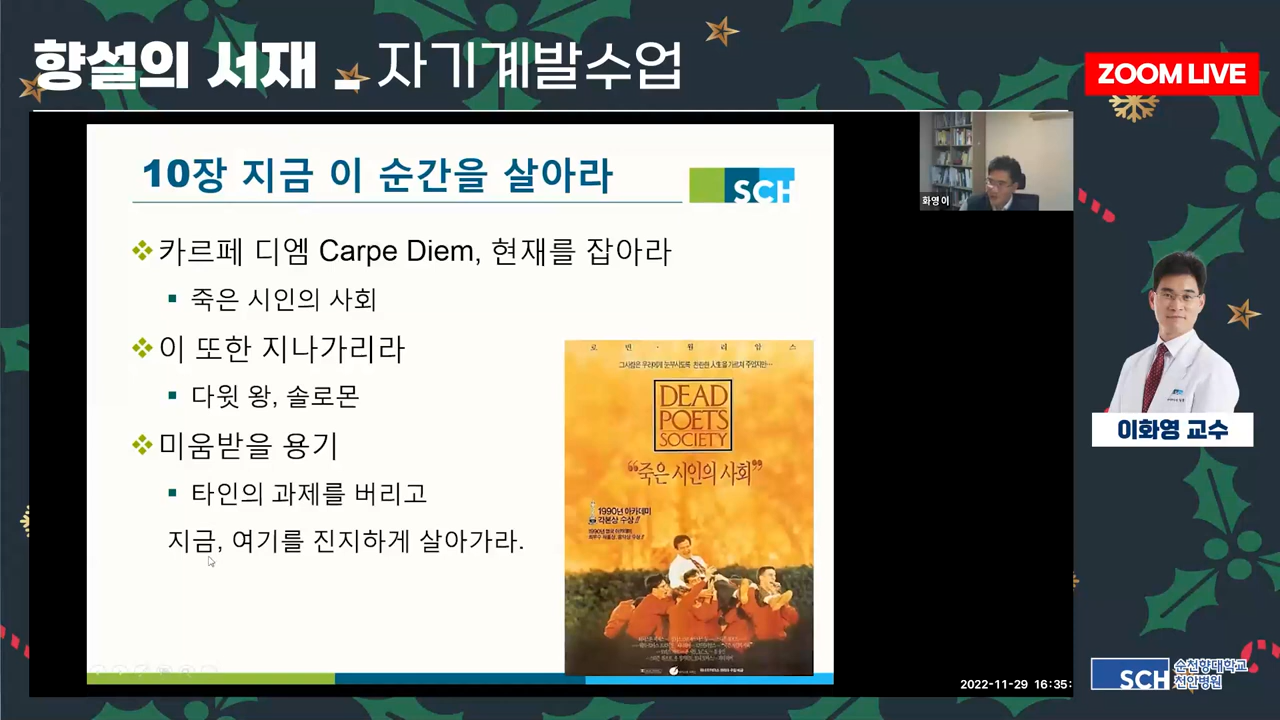 향설의 서재 _ 자기계발수업
ZOOM LIVE
10장 지금 이 순간을 살아라
SCH
화영이
카르페 디엠 Carpe Diem, 현재를 잡아라
죽은 시인의 사회
이 또한 지나가리라
다윗 왕, 솔로몬
미움받을 용기
타인의 과제를 버리고
지금, 여기를 진지하게 살아가라.
로빈·윌리암스
DEAD
POETS
SOCIETY
“죽은 시인의 사회”
1990년 아카데미
각본상 수상!!
이화영 교수
SCH 순천향대학교
천안병원
2022-11-29 16:35: